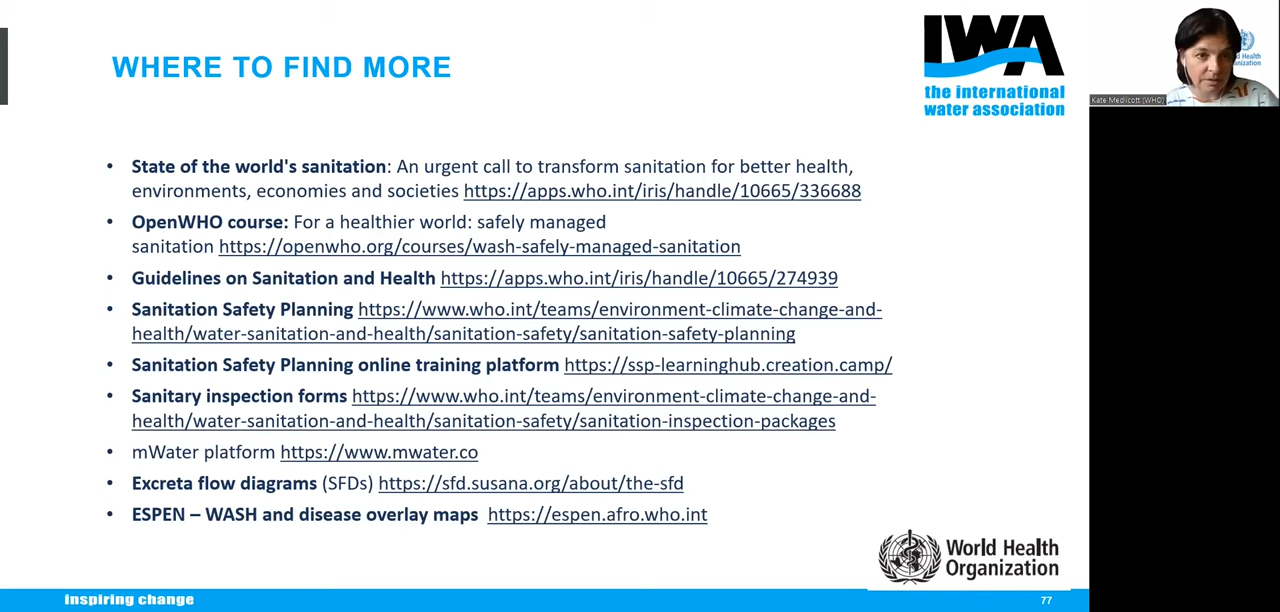 WHERE TO FIND MORE
IWA
the international
water association
Kate Medlicott (WHO)
• State of the world's sanitation: An urgent call to transform sanitation for better health,
environments, economies and societies https://apps.who.int/iris/handle/10665/336688
• OpenWHO course: For a healthier world: safely managed
sanitation https://openwho.org/courses/wash-safely-managed-sanitation
• Guidelines on Sanitation and Health https://apps.who.int/iris/handle/10665/274939
• Sanitation Safety Planning https://www.who.int/teams/environment-climate-change-and-
health/water-sanitation-and-health/sanitation-safety/sanitation-safety-planning
• Sanitation Safety Planning online training platform https://ssp-learninghub.creation.camp/
• Sanitary inspection forms https://www.who.int/teams/environment-climate-change-and-
health/water-sanitation-and-health/sanitation-safety/sanitation-inspection-packages
• mWater platform https://www.mwater.co
• Excreta flow diagrams (SFDs) https://sfd.susana.org/about/the-sfd
• ESPEN – WASH and disease overlay maps https://espen.afro.who.int
World Health
Organization
inspiring change
77